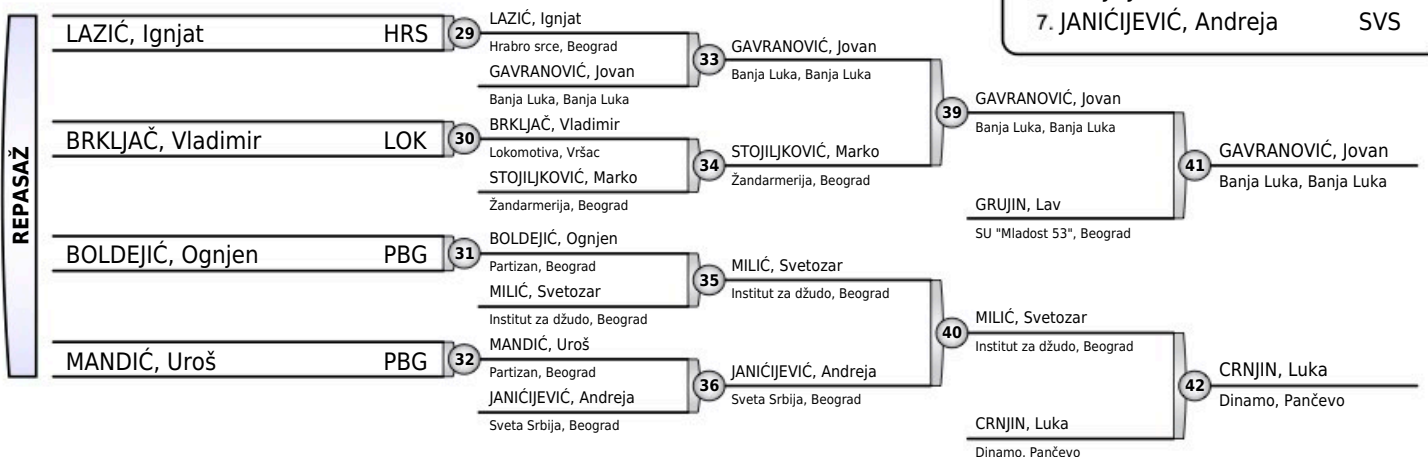 7. JANIĆIJEVIĆ, Andreja SVS
REPASAŽ
LAZIĆ, Ignjat HRS
BRKLJAČ, Vladimir LOK
BOLDEJIĆ, Ognjen PBG
MANDIĆ, Uroš PBG
29
LAZIĆ, Ignjat
Hrabro srce, Beograd
GAVRANOVIĆ, Jovan
Banja Luka, Banja Luka
30
BRKLJAČ, Vladimir
Lokomotiva, Vršac
STOJILJKOVIĆ, Marko
Žandarmerija, Beograd
31
BOLDEJIĆ, Ognjen
Partizan, Beograd
MILIĆ, Svetozar
Institut za džudo, Beograd
32
MANDIĆ, Uroš
Partizan, Beograd
JANIĆIJEVIĆ, Andreja
Sveta Srbija, Beograd
33
GAVRANOVIĆ, Jovan
Banja Luka, Banja Luka
34
STOJILJKOVIĆ, Marko
Žandarmerija, Beograd
35
MILIĆ, Svetozar
Institut za džudo, Beograd
36
JANIĆIJEVIĆ, Andreja
Sveta Srbija, Beograd
39
GAVRANOVIĆ, Jovan
Banja Luka, Banja Luka
GRUJIN, Lav
SU "Mladost 53", Beograd
40
MILIĆ, Svetozar
Institut za džudo, Beograd
CRNJIN, Luka
Dinamo, Pančevo
41
GAVRANOVIĆ, Jovan
Banja Luka, Banja Luka
42
CRNJIN, Luka
Dinamo, Pančevo